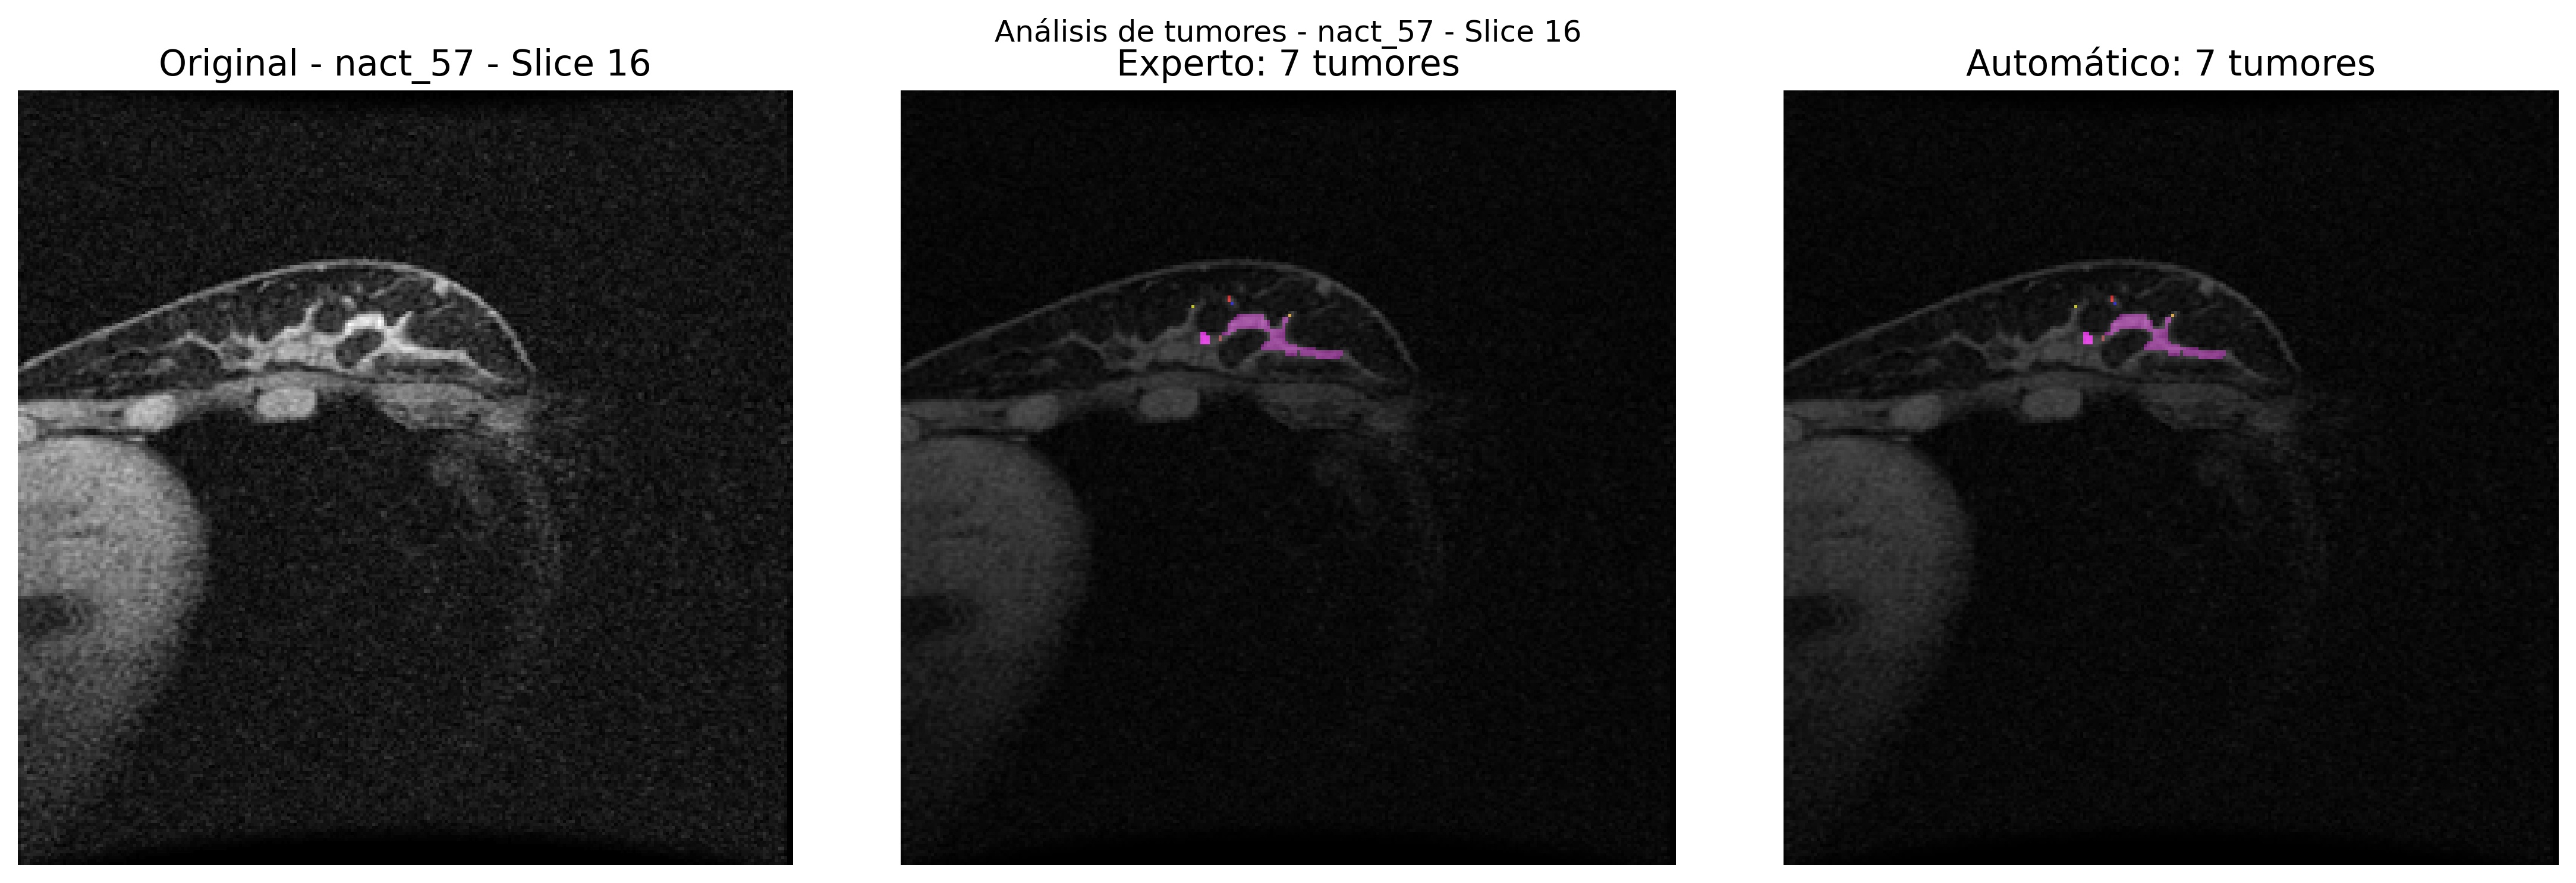 Análisis de tumores - nact_57 - Slice 16
Original - nact_57 - Slice 16
Experto: 7 tumores
Automático: 7 tumores